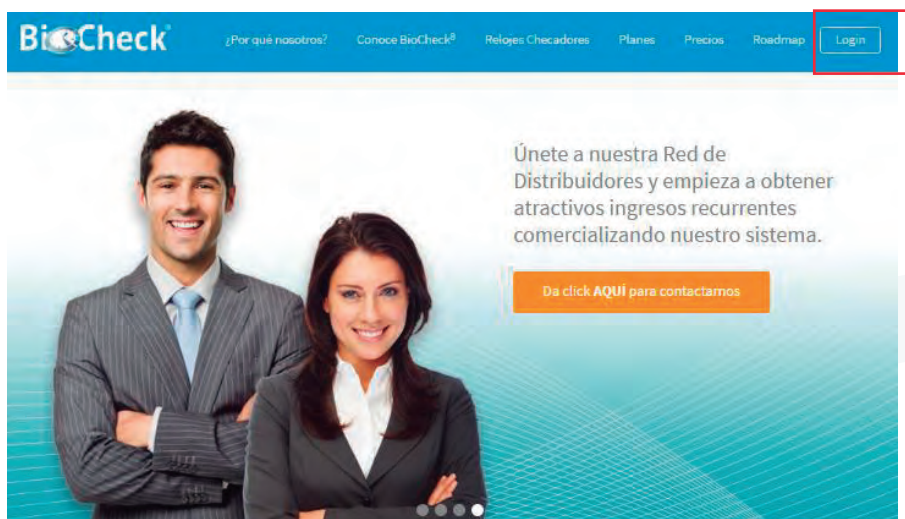 BioCheck®
¿Por qué nosotros? Conoce BioCheck⁸ Relojes Checadores Planes Precios Roadmap Login
Únete a nuestra Red de
Distribuidores y empieza a obtener
atractivos ingresos recurrentes
comercializando nuestro sistema.
Da click AQUÍ para contactarnos